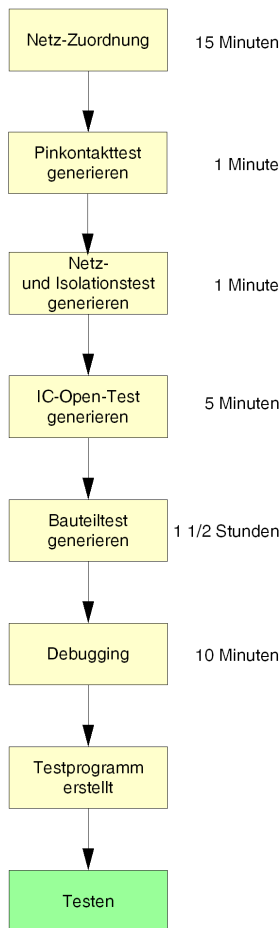 Netz-Zuordnung
15 Minuten
Pinkontakttest
generieren
1 Minute
Netz-
und Isolationstest
generieren
1 Minute
IC-Open-Test
generieren
5 Minuten
Bauteiltest
generieren
1 1/2 Stunden
Debugging
10 Minuten
Testprogramm
erstellt
Testen